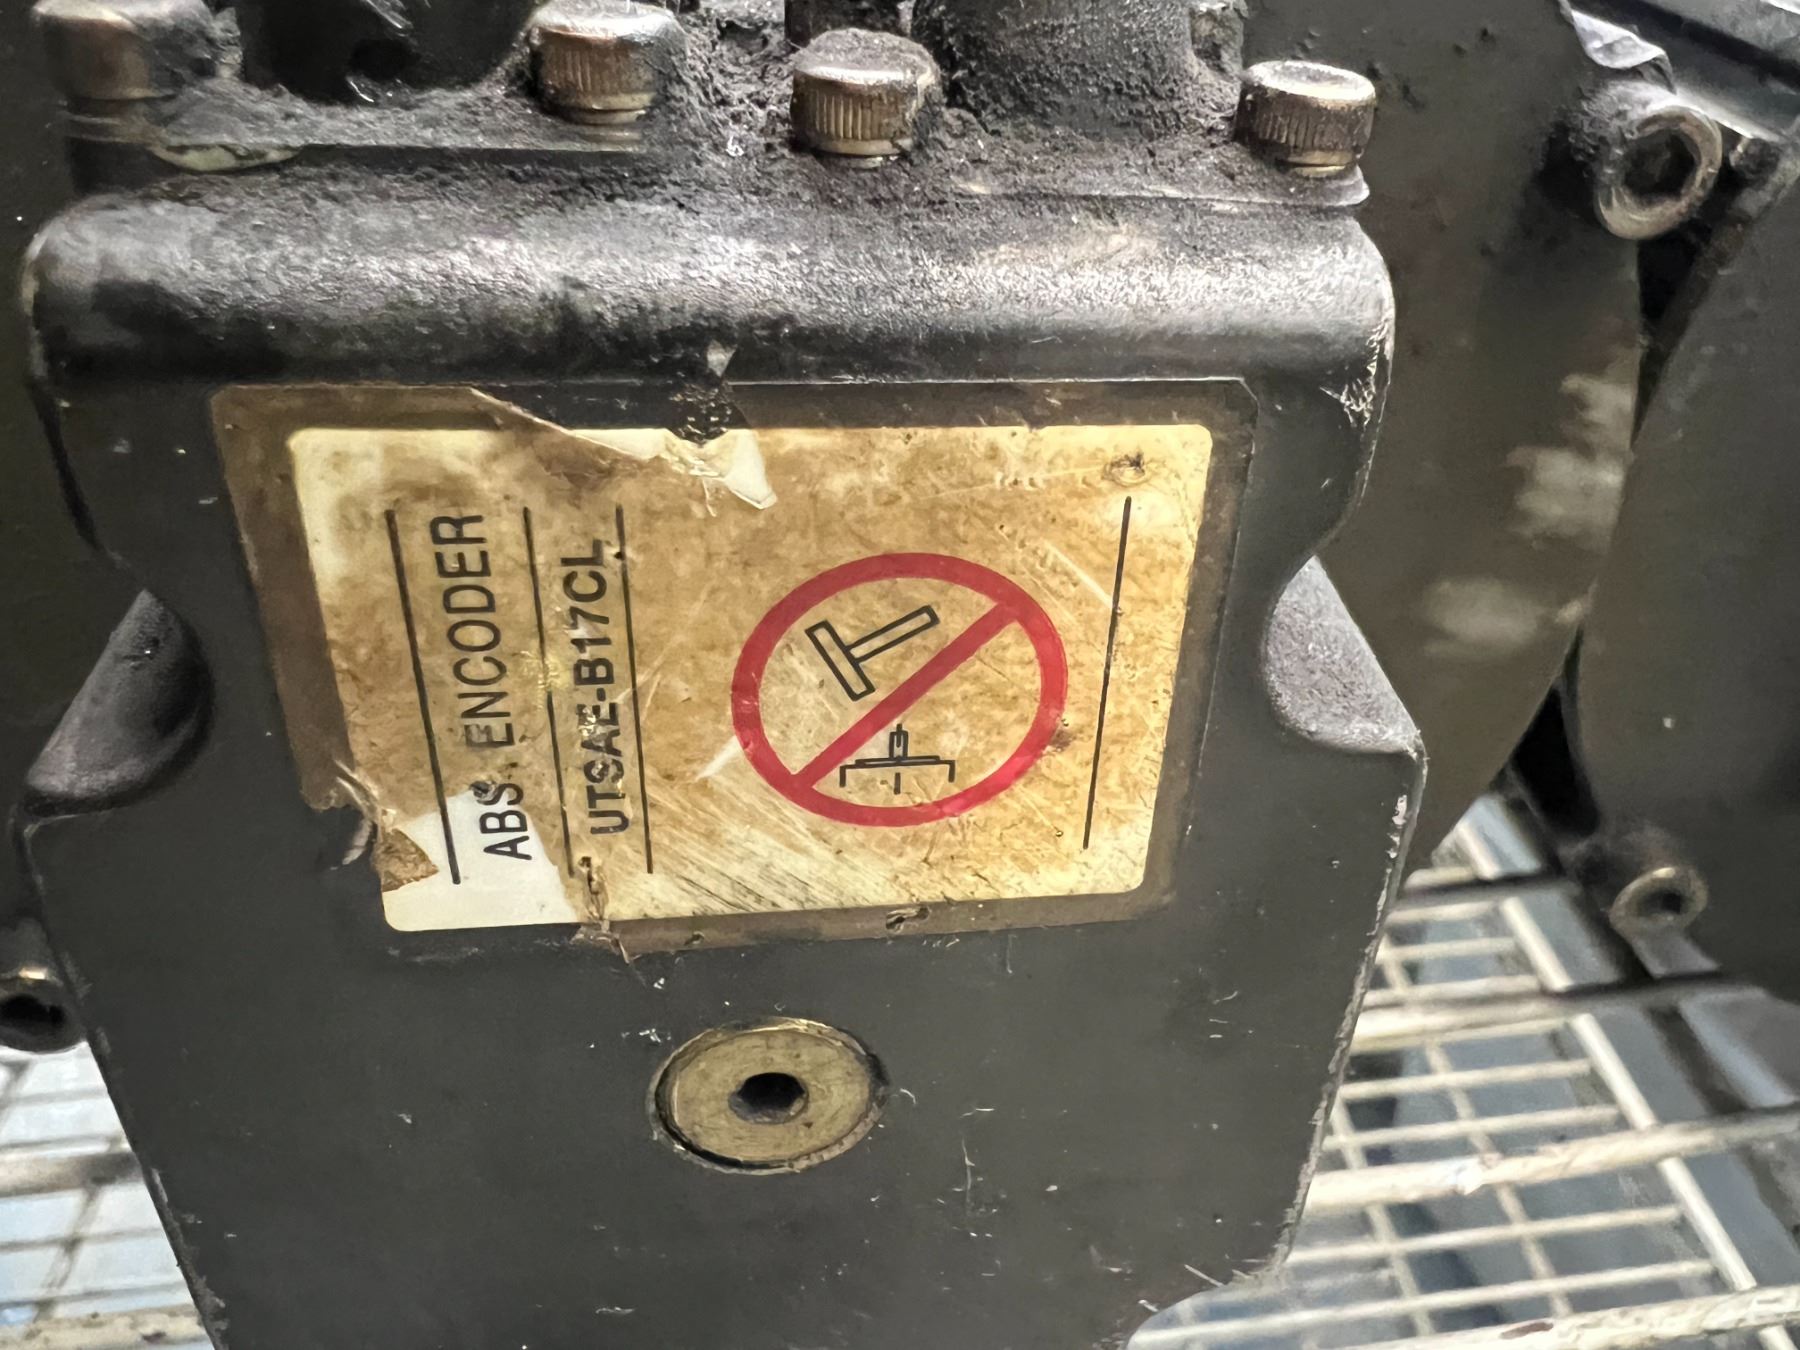 ABS. ENCODER
UTSAE-B17CL